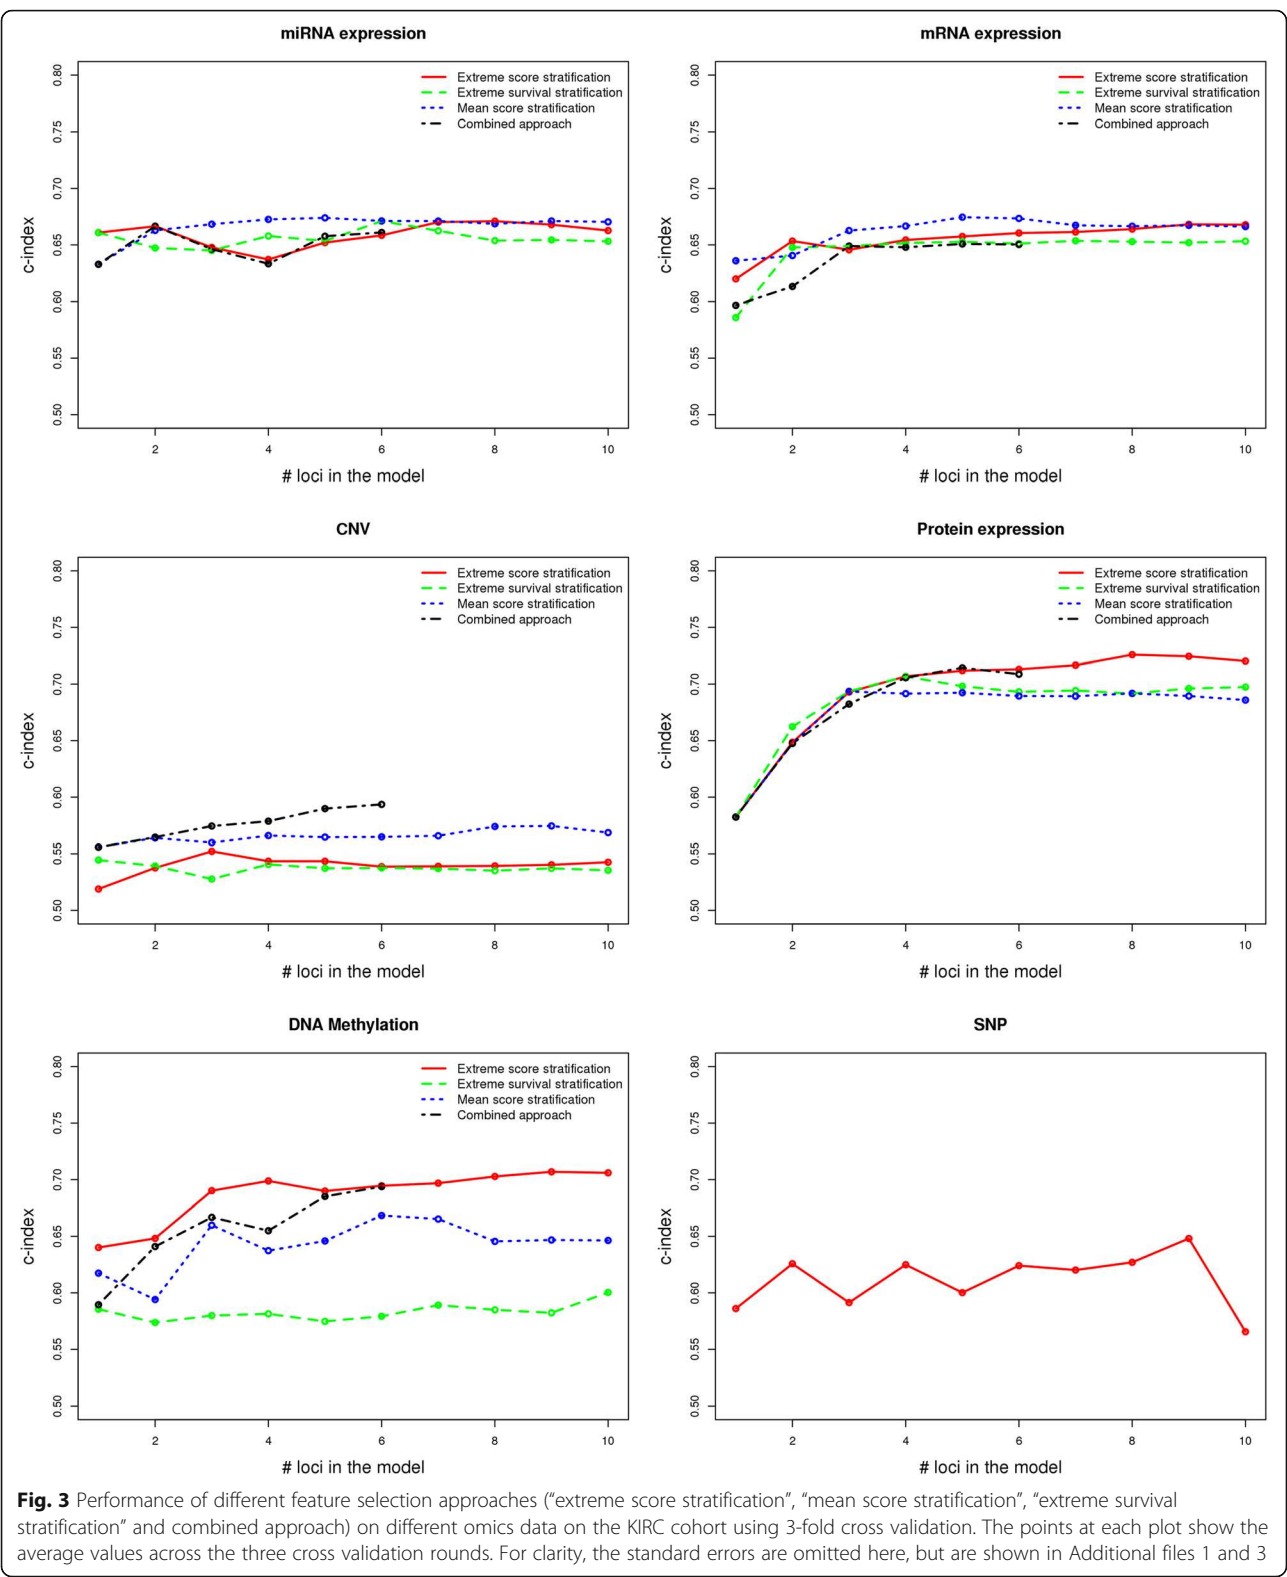 miRNA expression
0.80
0.75
0.70
0.65
0.60
0.55
0.50
c-index
Extreme score stratification
Extreme survival stratification
Mean score stratification
Combined approach
2 4 6 8 10
# loci in the model
mRNA expression
0.80
0.75
0.70
0.65
0.60
0.55
0.50
c-index
Extreme score stratification
Extreme survival stratification
Mean score stratification
Combined approach
2 4 6 8 10
# loci in the model
CNV
0.80
0.75
0.70
0.65
0.60
0.55
0.50
c-index
Extreme score stratification
Extreme survival stratification
Mean score stratification
Combined approach
2 4 6 8 10
# loci in the model
Protein expression
0.80
0.75
0.70
0.65
0.60
0.55
0.50
c-index
Extreme score stratification
Extreme survival stratification
Mean score stratification
Combined approach
2 4 6 8 10
# loci in the model
DNA Methylation
0.80
0.75
0.70
0.65
0.60
0.55
0.50
c-index
Extreme score stratification
Extreme survival stratification
Mean score stratification
Combined approach
2 4 6 8 10
# loci in the model
SNP
0.80
0.75
0.70
0.65
0.60
0.55
0.50
c-index
2 4 6 8 10
# loci in the model
Fig. 3 Performance of different feature selection approaches (“extreme score stratification”, “mean score stratification”, “extreme survival
stratification” and combined approach) on different omics data on the KIRC cohort using 3-fold cross validation. The points at each plot show the
average values across the three cross validation rounds. For clarity, the standard errors are omitted here, but are shown in Additional files 1 and 3